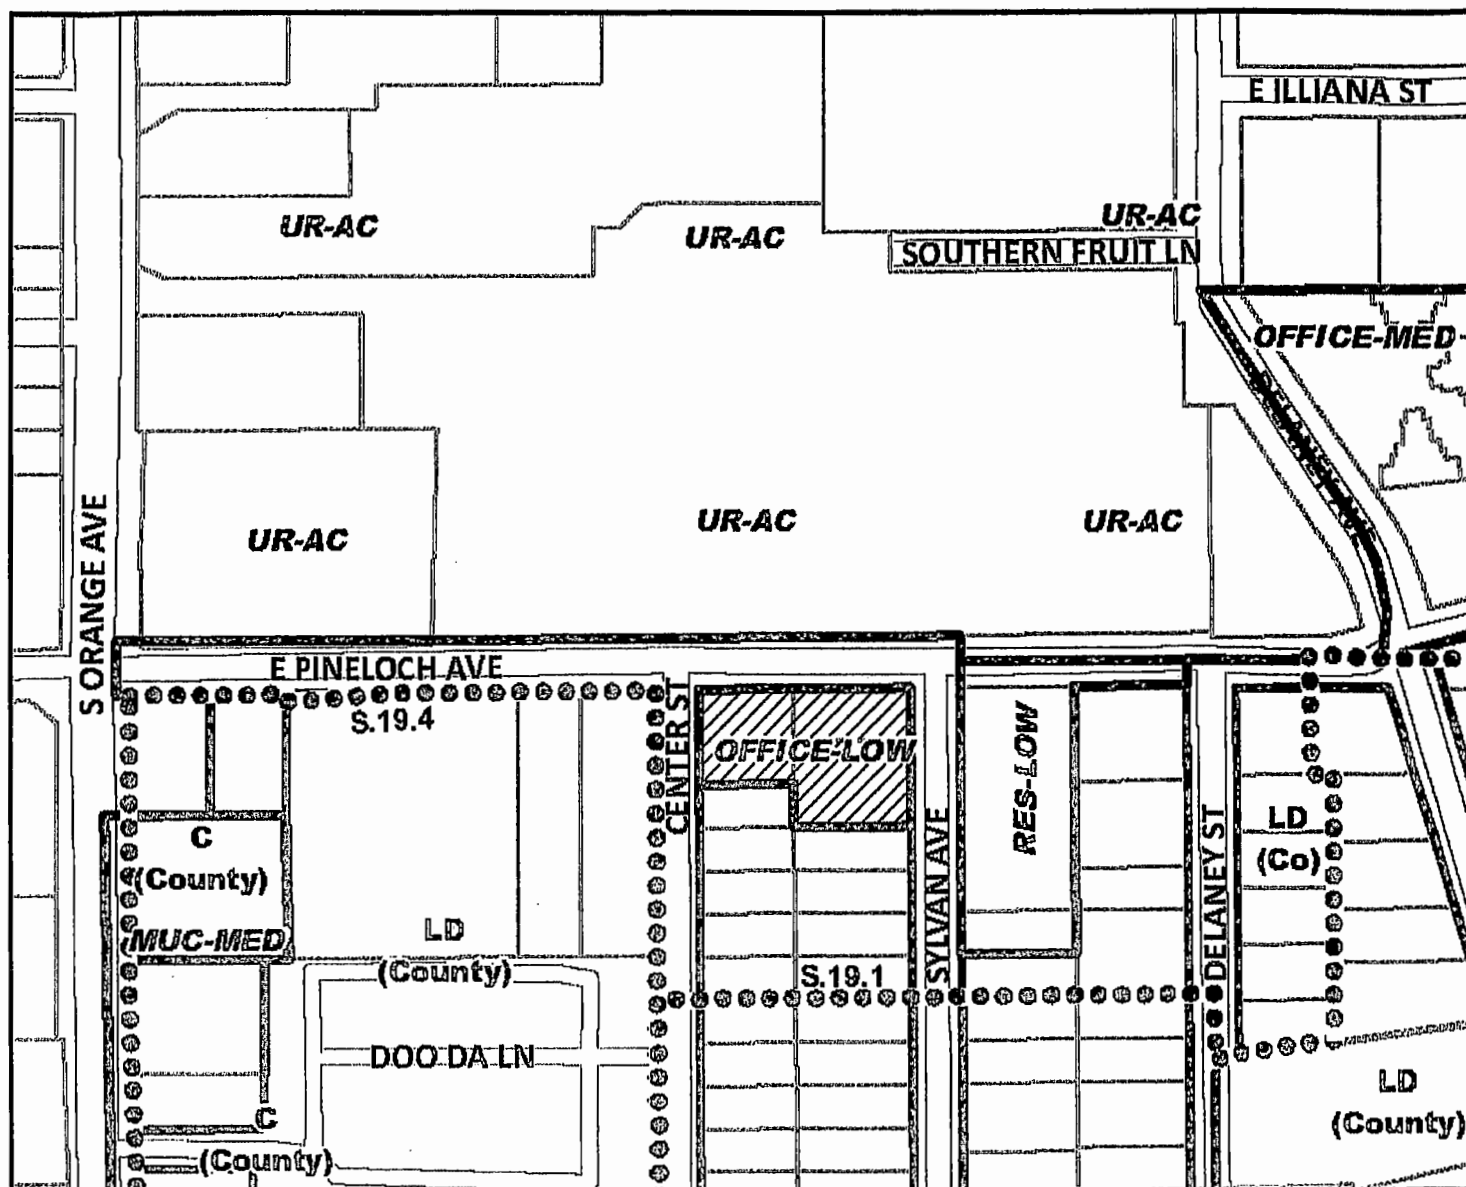 E ILLIANA ST
UR-AC
UR-AC
UR-AC
SOUTHERN FRUIT LN
OFFICE-MED
UR-AC
UR-AC
UR-AC
S ORANGE AVE
E PINELOCH AVE
S.19.4
CENTER ST
OFFICE-LOW
RES-LOW
SYLVAN AVE
DELANEY ST
LD
(Co)
C
(County)
MUC-MED
LD
(County)
S.19.1
DOO DA LN
LD
(County)
C
(County)